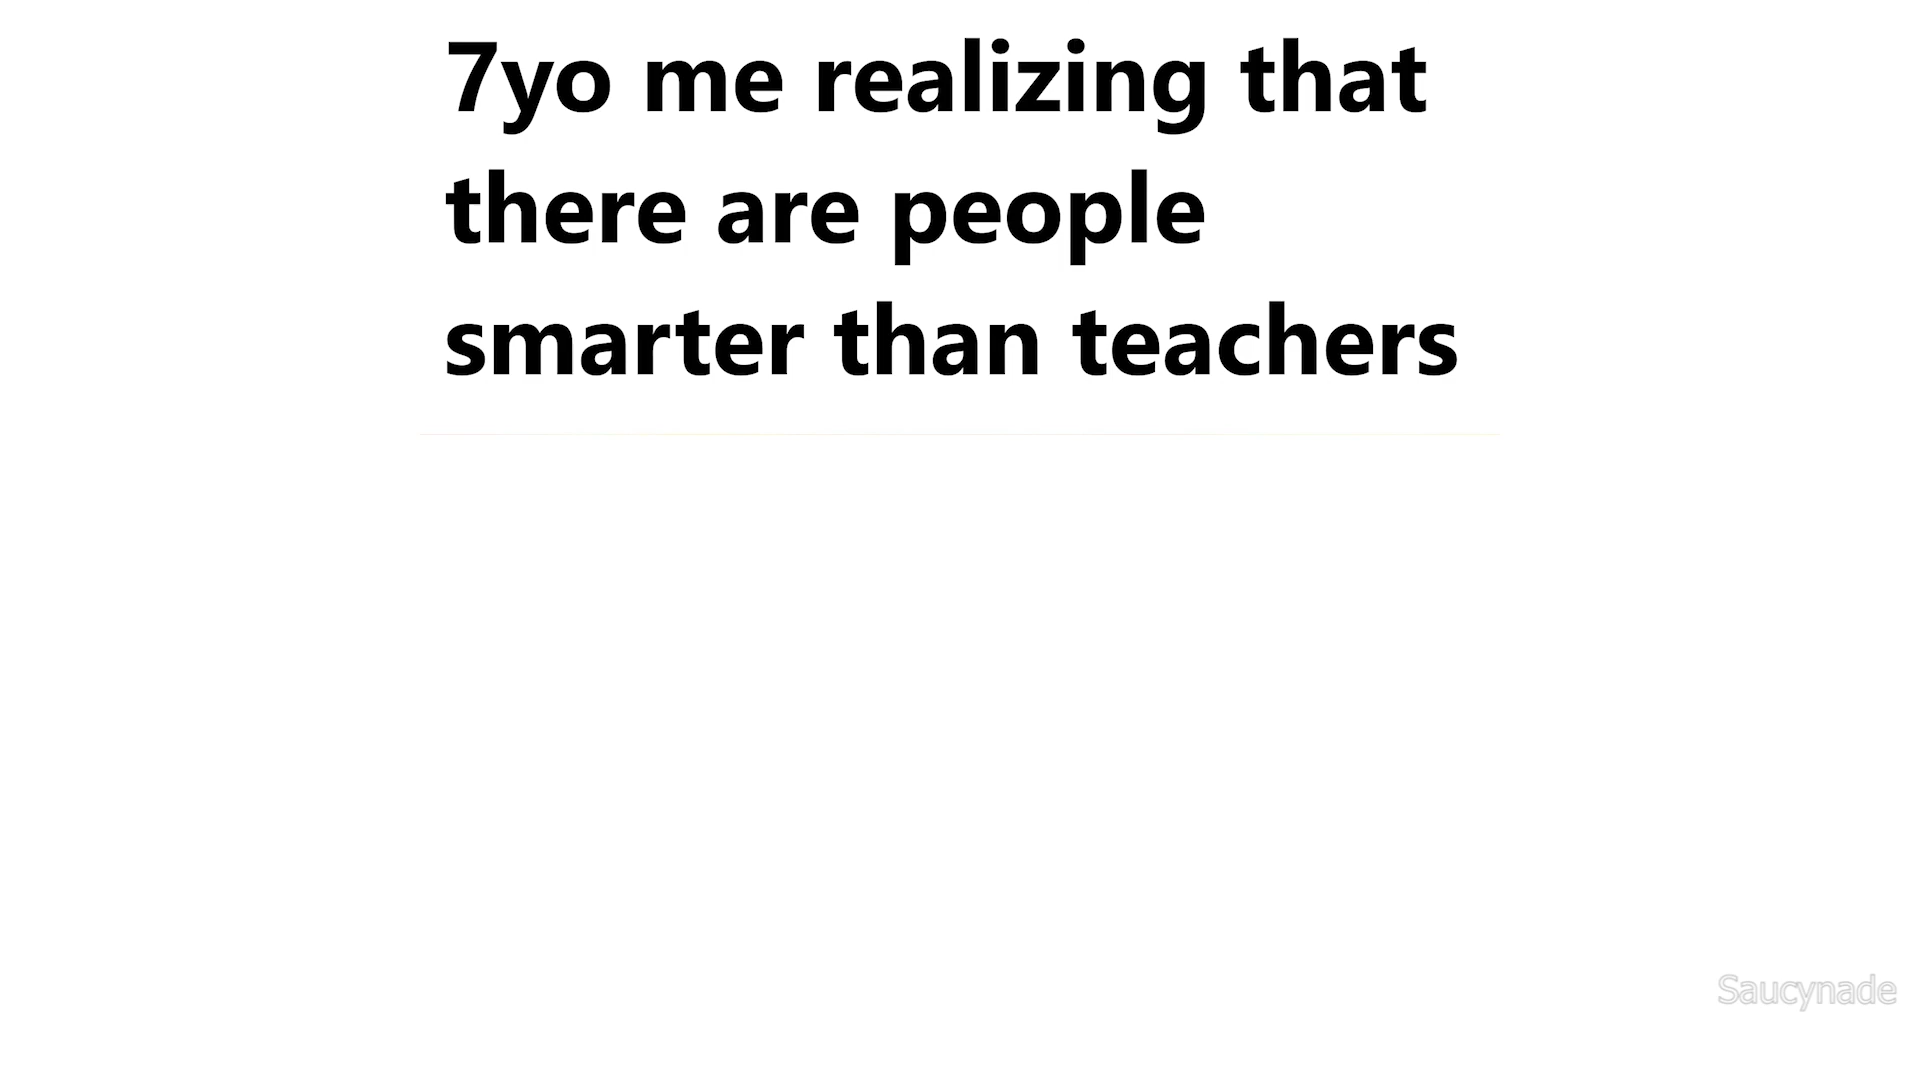 7yo me realizing that
there are people
smarter than teachers
Saucynade